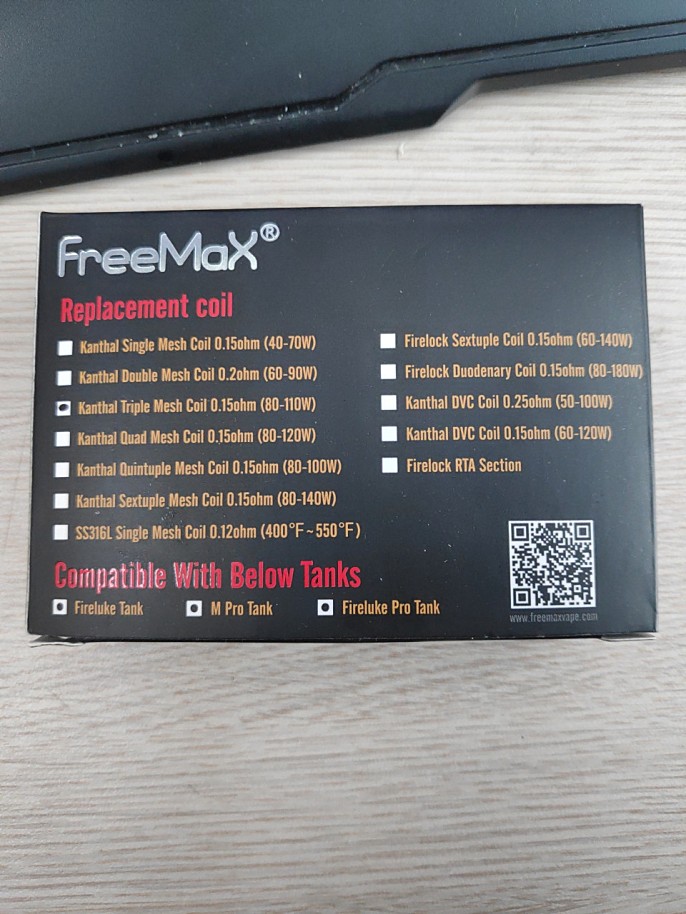 FreeMaX®
Replacement coil
Kanthal Single Mesh Coil 0.15ohm (40-70W)
Kanthal Double Mesh Coil 0.2ohm (60-90W)
Kanthal Triple Mesh Coil 0.15ohm (80-110W)
Kanthal Quad Mesh Coil 0.15ohm (80-120W)
Kanthal Quintuple Mesh Coil 0.15ohm (80-100W)
Kanthal Sextuple Mesh Coil 0.15ohm (80-140W)
SS316L Single Mesh Coil 0.12ohm (400°F~550°F)
Firelock Sextuple Coil 0.15ohm (60-140W)
Firelock Duodenary Coil 0.15ohm (80-180W)
Kanthal DVC Coil 0.25ohm (50-100W)
Kanthal DVC Coil 0.15ohm (60-120W)
Firelock RTA Section
Compatible With Below Tanks
Fireluke Tank M Pro Tank Fireluke Pro Tank
www.freemaxvape.com